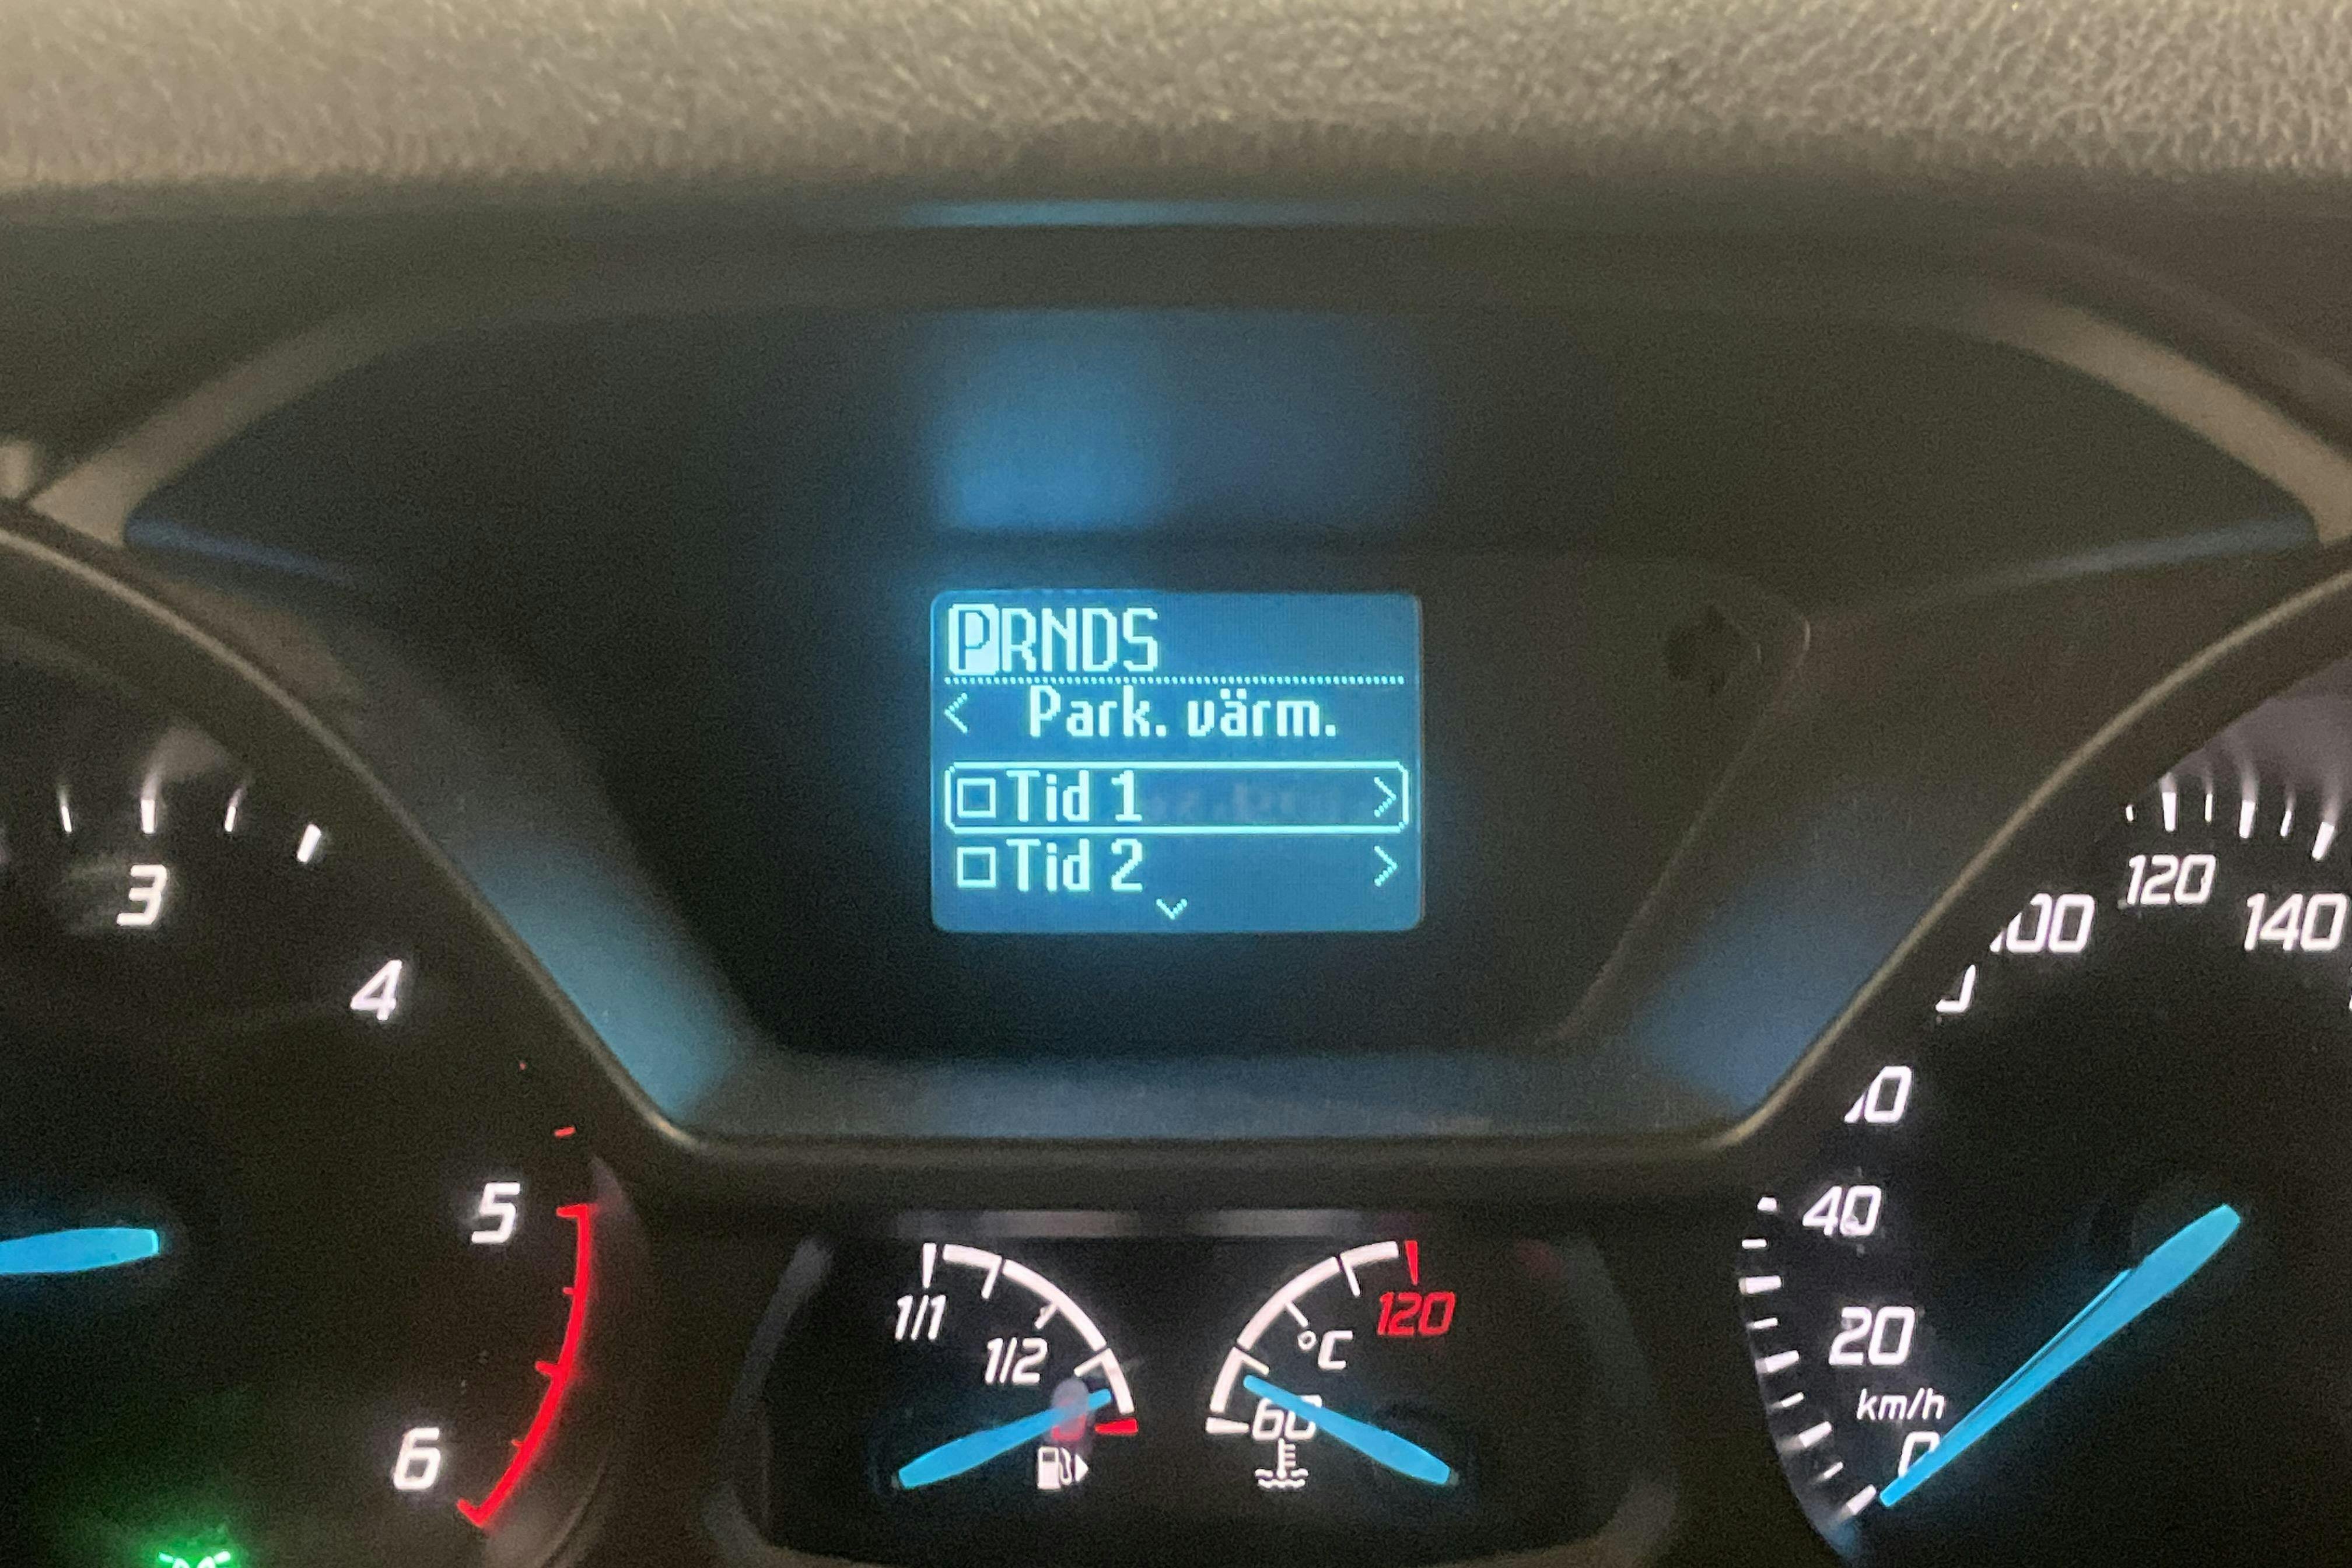 PRNDS
< Park. värm.
Tid 1 >
Tid 2 >
3
4
5
6
1/1
1/2
°C
120
60
120
140
40
20
km/h
0